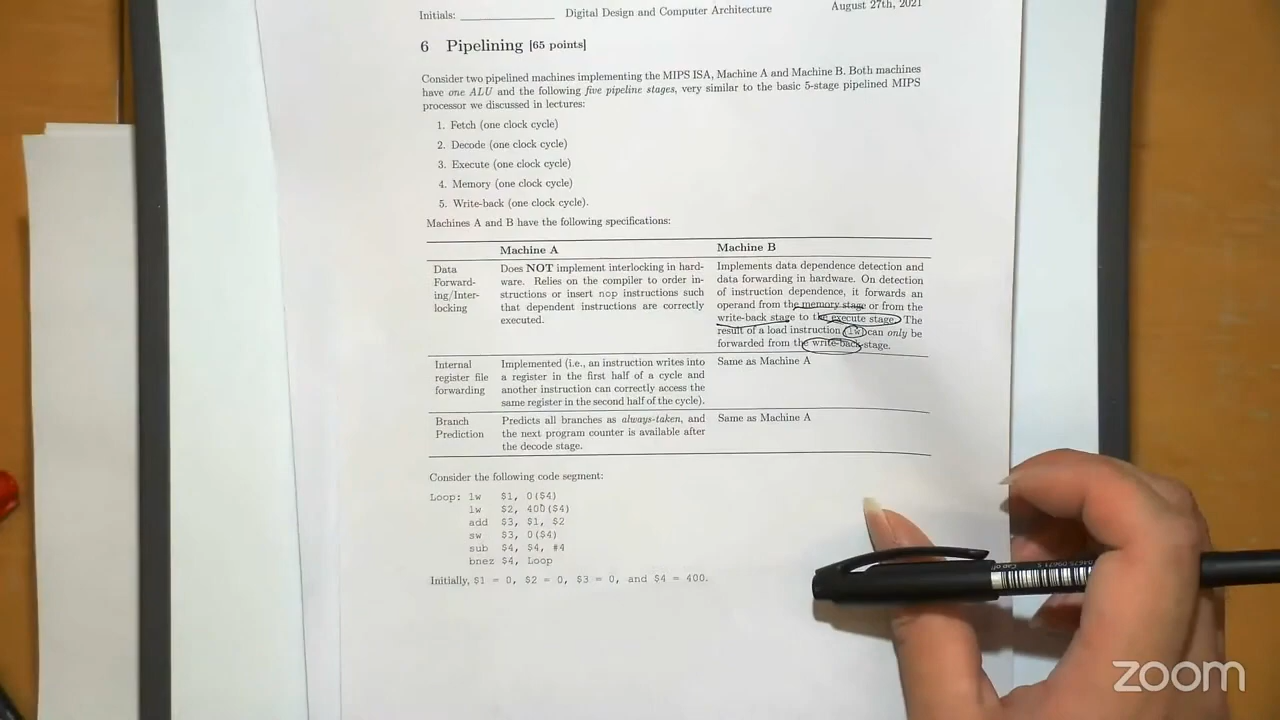 Initials: Digital Design and Computer Architecture August 27th, 2021
6 Pipelining [65 points]
Consider two pipelined machines implementing the MIPS ISA, Machine A and Machine B. Both machines
have one ALU and the following five pipeline stages, very similar to the basic 5-stage pipelined MIPS
processor we discussed in lectures:
1. Fetch (one clock cycle)
2. Decode (one clock cycle)
3. Execute (one clock cycle)
4. Memory (one clock cycle)
5. Write-back (one clock cycle).
Machines A and B have the following specifications:
Machine A
Machine B
Data
Forward-
ing/Inter-
locking
Does NOT implement interlocking in hard-
ware. Relies on the compiler to order in-
structions or insert nop instructions such
that dependent instructions are correctly
executed.
Implements data dependence detection and
data forwarding in hardware. On detection
of instruction dependence, it forwards an
operand from the memory stage or from the
write-back stage to the execute stage. The
result of a load instruction (lw) can only be
forwarded from the write-back stage.
Internal
register file
forwarding
Implemented (i.e., an instruction writes into
a register in the first half of a cycle and
another instruction can correctly access the
same register in the second half of the cycle).
Same as Machine A
Branch
Prediction
Predicts all branches as always-taken, and
the next program counter is available after
the decode stage.
Same as Machine A
Consider the following code segment:
Loop: lw $1, 0($4)
lw $2, 400($4)
add $3, $1, $2
sw $3, 0($4)
sub $4, $4, #4
bnez $4, Loop
Initially, $1 = 0, $2 = 0, $3 = 0, and $4 = 400.
zoom